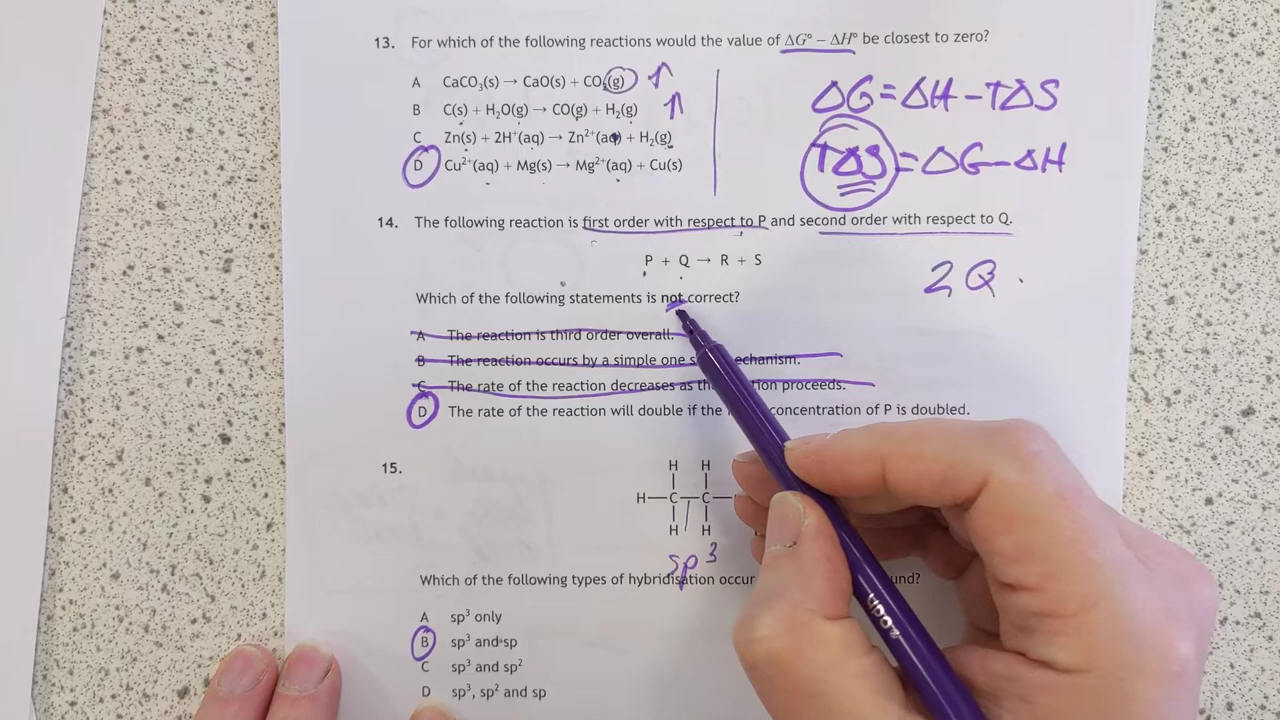 13. For which of the following reactions would the value of ΔG° − ΔH° be closest to zero?
A CaCO₃(s) → CaO(s) + CO₂(g) ↑
B C(s) + H₂O(g) → CO(g) + H₂(g) ↑
C Zn(s) + 2H⁺(aq) → Zn²⁺(aq) + H₂(g)
D Cu²⁺(aq) + Mg(s) → Mg²⁺(aq) + Cu(s)
ΔG = ΔH − TΔS
TΔS = ΔG − ΔH
14. The following reaction is first order with respect to P and second order with respect to Q.
P + Q → R + S
2Q
Which of the following statements is not correct?
A The reaction is third order overall.
B The reaction occurs by a simple one mechanism.
C The rate of the reaction decreases as proceeds.
D The rate of the reaction will double if the concentration of P is doubled.
15.
H H
H—C—C—
H H
sp³
Which of the following types of hybridisation occur
A sp³ only
B sp³ and sp
C sp³ and sp²
D sp³, sp² and sp